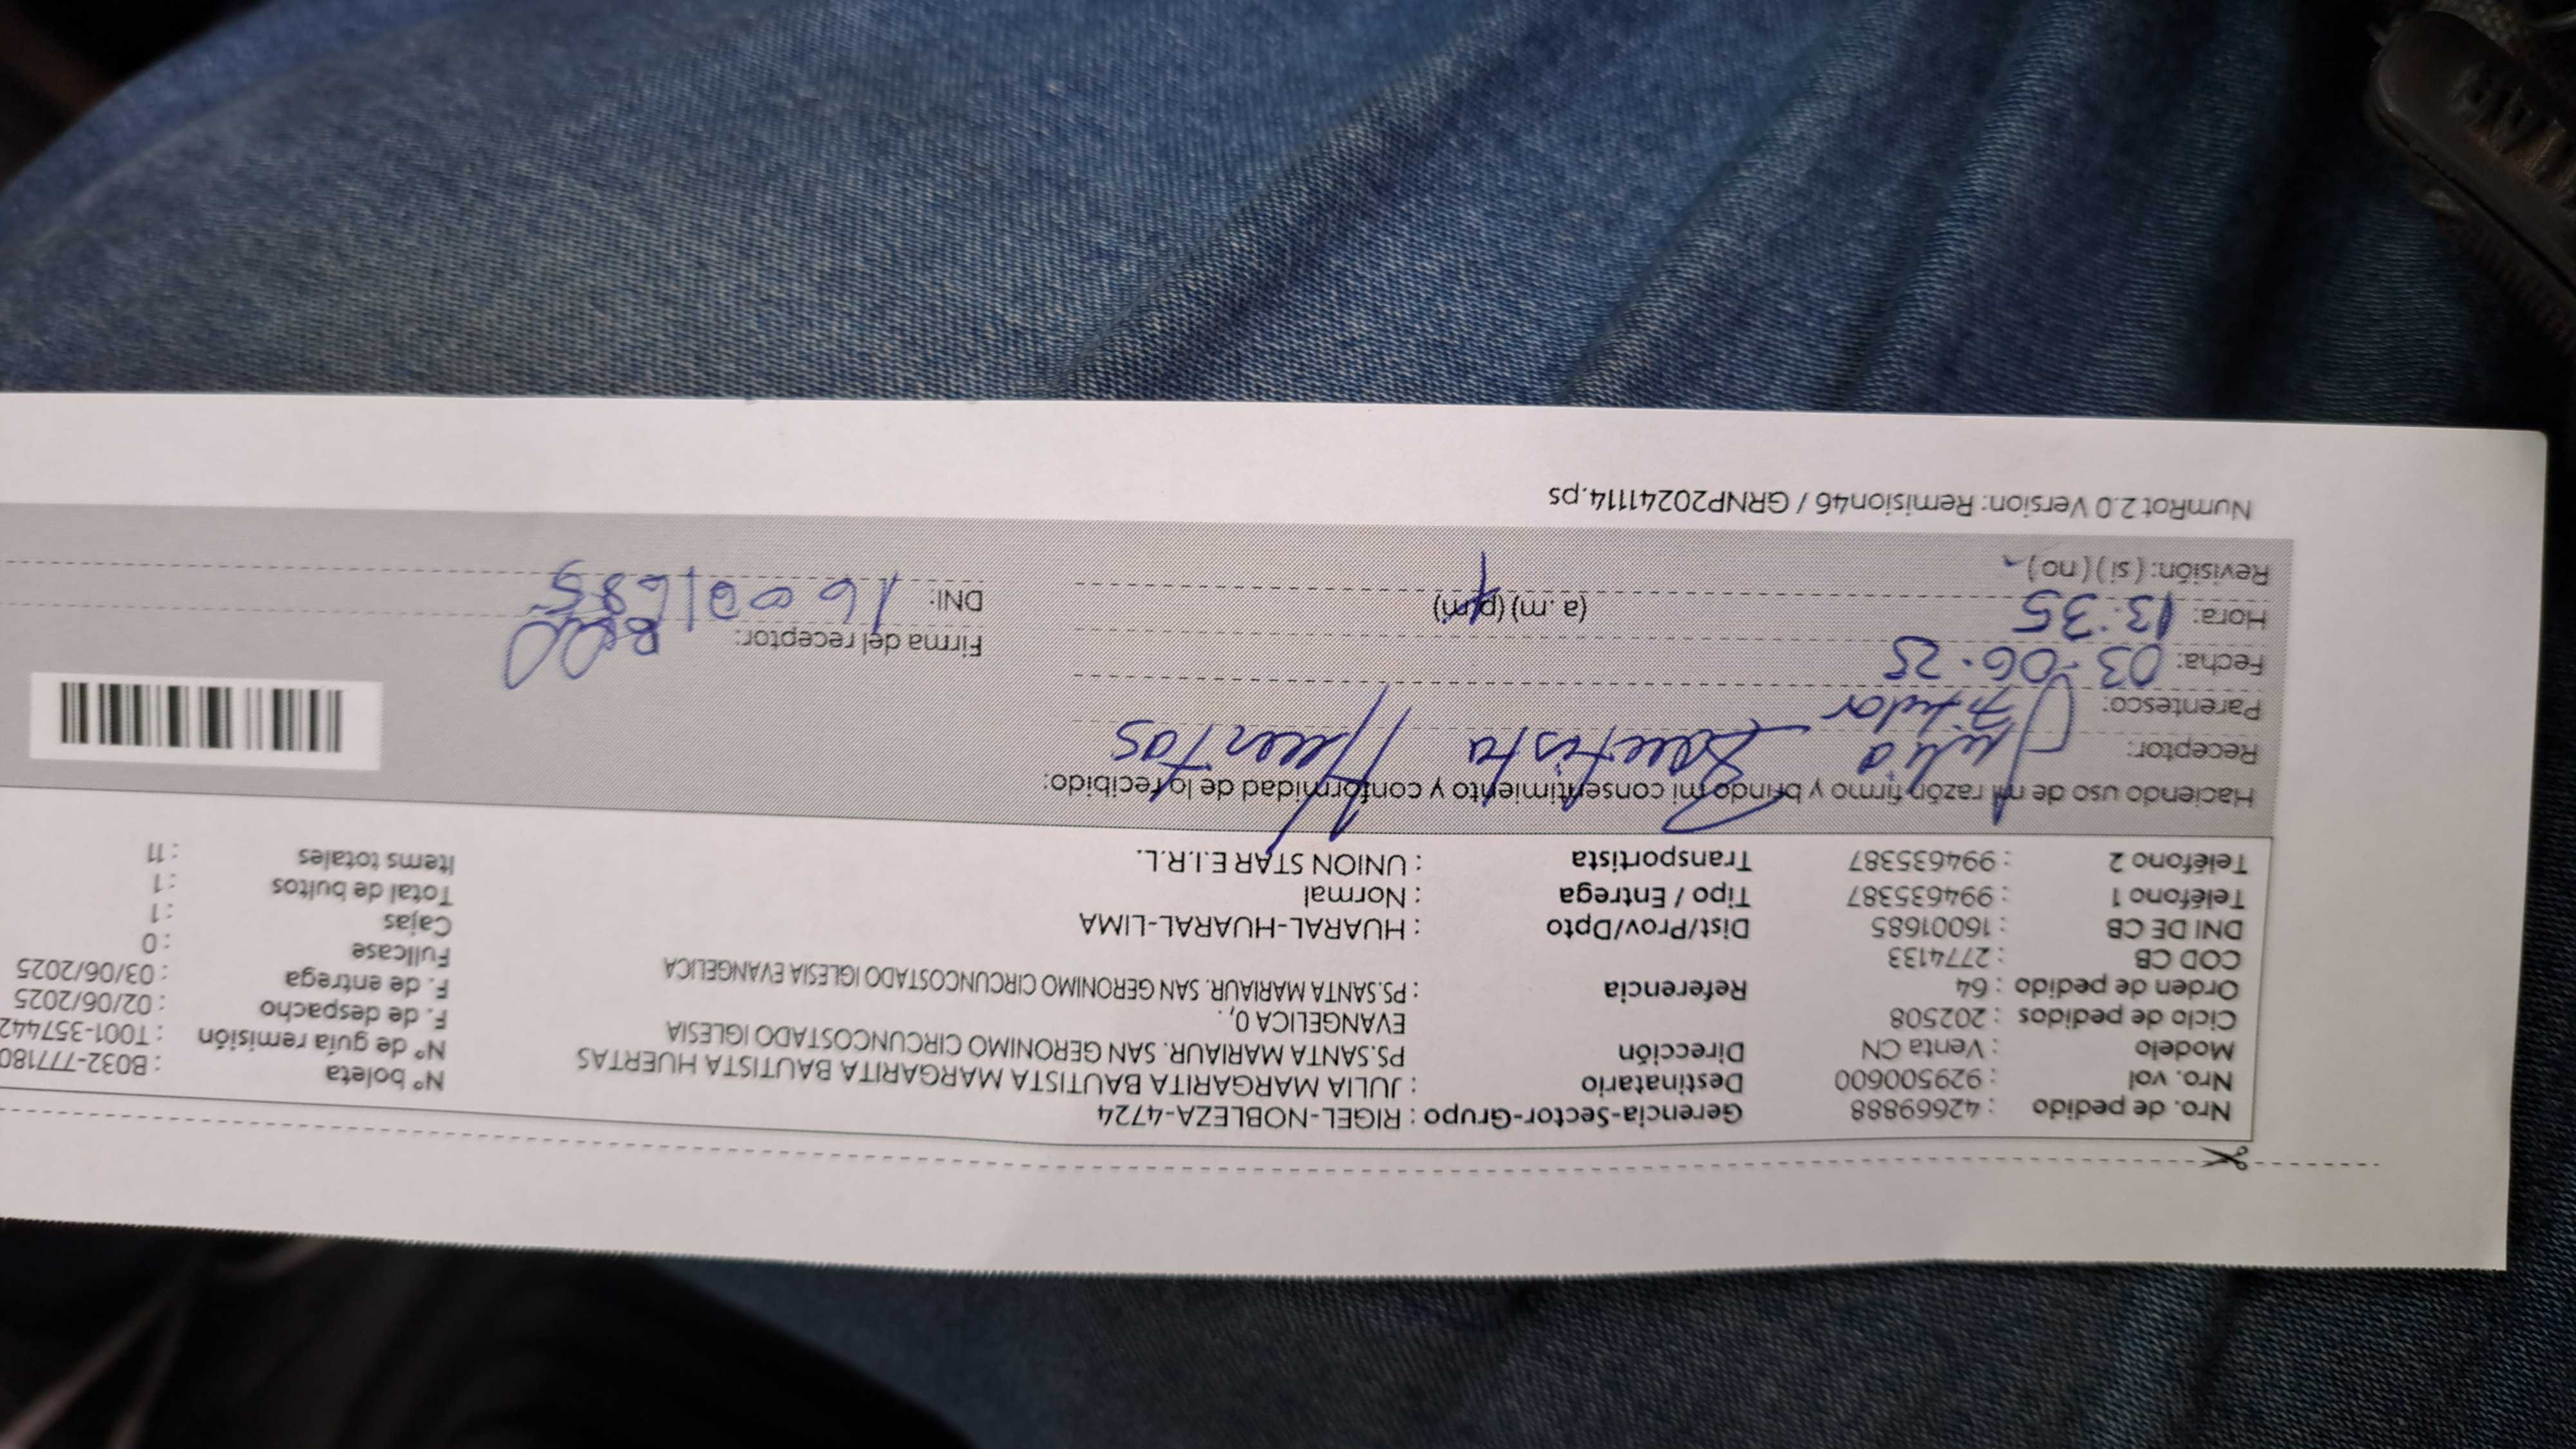 Nro. de pedido : 42669888 Gerencia-Sector-Grupo : RIGEL-NOBLEZA-4724
Nro. vol : 929500600 Destinatario : JULIA MARGARITA BAUTISTA MARGARITA BAUTISTA HUERTAS Nº boleta : B032-777180
Modelo : Venta CN Dirección PS.SANTA MARIAUR. SAN GERONIMO CIRCUNCOSTADO IGLESIA Nº de guía remisión : T001-357442
Ciclo de pedidos : 202508 EVANGELICA 0, . F. de despacho : 02/06/2025
Orden de pedido : 64 Referencia : PS.SANTA MARIAUR. SAN GERONIMO CIRCUNCOSTADO IGLESIA EVANGELICA F. de entrega : 03/06/2025
COD CB : 2774133 Fullcase : 0
DNI DE CB : 16001685 Dist/Prov/Dpto : HUARAL-HUARAL-LIMA Cajas : 1
Teléfono 1 : 994635387 Tipo / Entrega : Normal Total de bultos : 1
Teléfono 2 : 994635387 Transportista : UNION STAR E.I.R.L. Items totales : 11
Haciendo uso de mi razón firmo y brindo mi consentimiento y conformidad de lo recibido:
Receptor: Julia Bautista Huertas
Parentesco: Titular
Fecha: 03-06-25 Firma del receptor:
Hora: 13:35 (a. m) (p.m) DNI: 16001685
Revisión: (si) (no)
NumRot 2.0 Version: Remision46 / GRNP20241114.ps